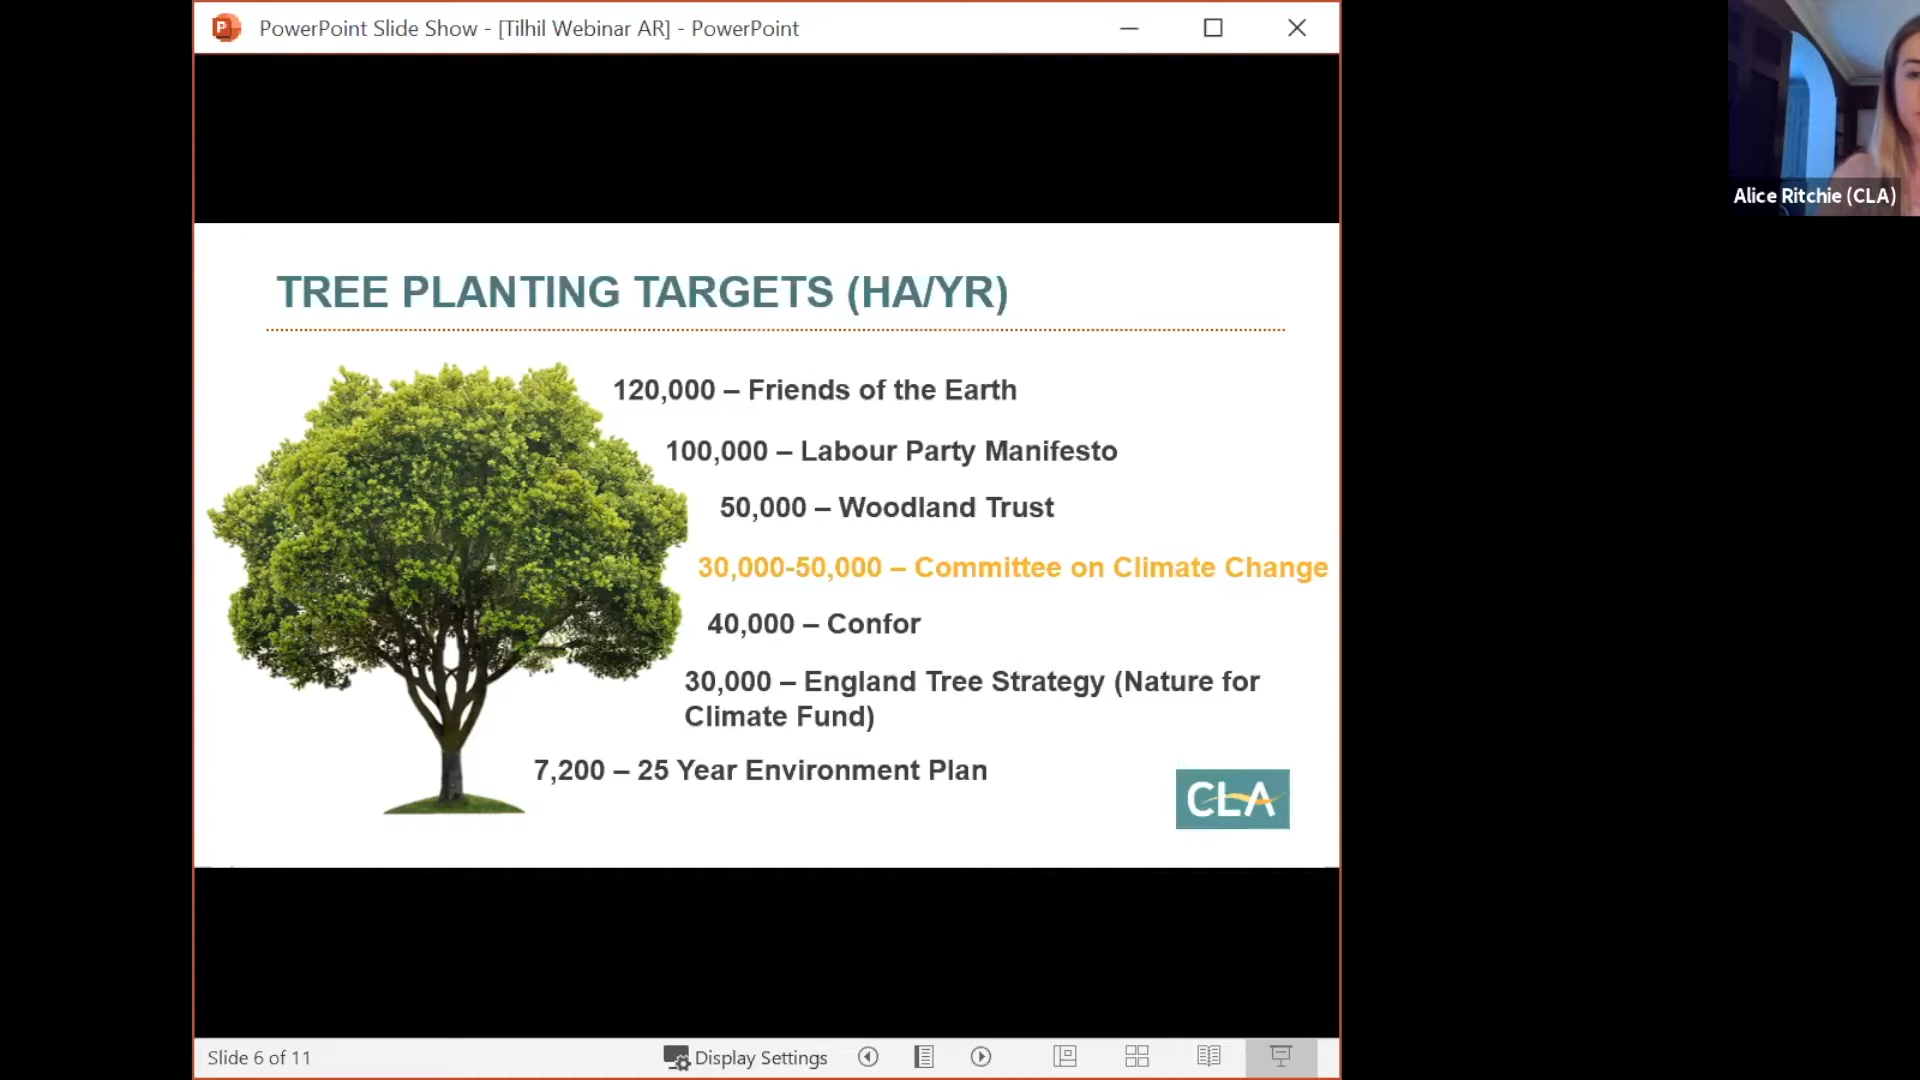 PowerPoint Slide Show - [Tilhil Webinar AR] - PowerPoint
Alice Ritchie (CLA)
TREE PLANTING TARGETS (HA/YR)
120,000 – Friends of the Earth
100,000 – Labour Party Manifesto
50,000 – Woodland Trust
30,000-50,000 – Committee on Climate Change
40,000 – Confor
30,000 – England Tree Strategy (Nature for
Climate Fund)
7,200 – 25 Year Environment Plan
CLA
Slide 6 of 11
Display Settings